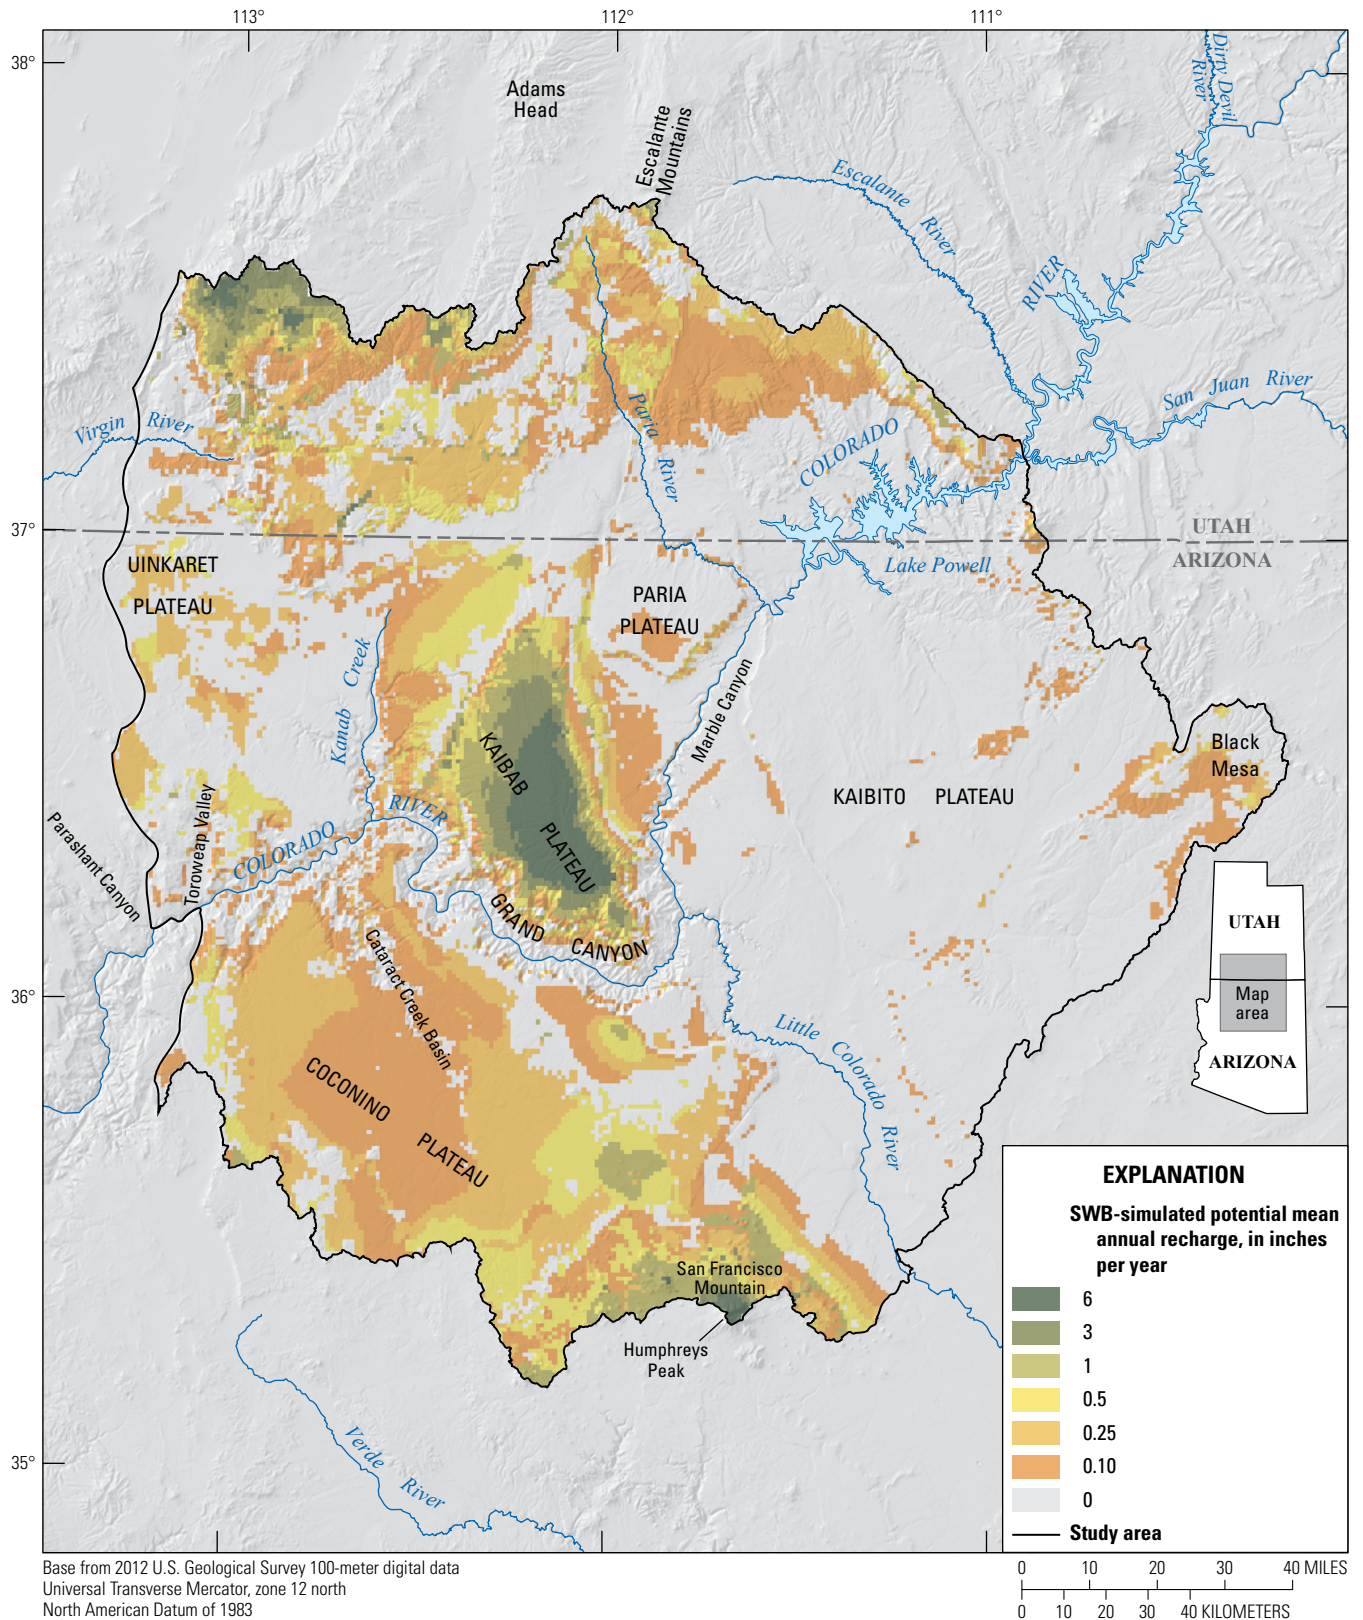 113°
112°
111°
38°
37°
36°
35°
Adams
Head
Escalante
Mountains
Dirty Devil
River
Escalante River
RIVER
San Juan River
Virgin River
Paria River
COLORADO
UTAH
ARIZONA
Lake Powell
UINKARET
PLATEAU
PARIA
PLATEAU
Kanab Creek
Marble Canyon
KAIBAB PLATEAU
Black
Mesa
KAIBITO PLATEAU
Parashant Canyon
Toroweap Valley
COLORADO RIVER
GRAND CANYON
Cataract Creek Basin
COCONINO PLATEAU
Little Colorado River
San Francisco
Mountain
Humphreys
Peak
Verde River
UTAH
Map
area
ARIZONA
EXPLANATION
SWB-simulated potential mean
annual recharge, in inches
per year
6
3
1
0.5
0.25
0.10
0
Study area
Base from 2012 U.S. Geological Survey 100-meter digital data
Universal Transverse Mercator, zone 12 north
North American Datum of 1983
0 10 20 30 40 MILES
0 10 20 30 40 KILOMETERS